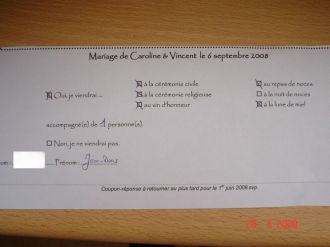 Mariage de Caroline & Vincent le 6 septembre 2008
Oui, je viendrai...
à la cérémonie civile
à la cérémonie religieuse
au vin d'honneur
au repas de noces
à la nuit de noces
à la lune de miel
accompagné(e) de 1 personne(s).
Non, je ne viendrai pas.
om : Prénom :
Coupon-réponse à retourner au plus tard pour le 1er juin 2008 svp.